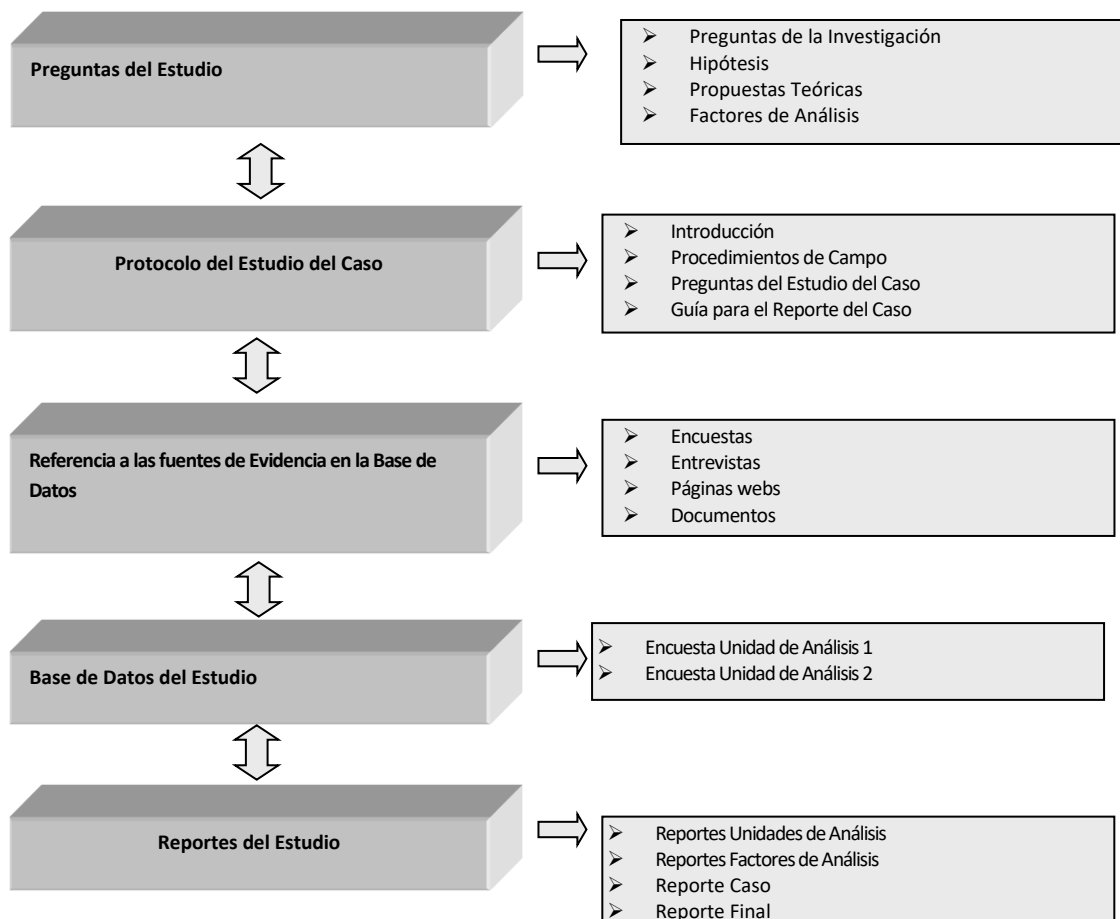 Preguntas del Estudio
➢ Preguntas de la Investigación
➢ Hipótesis
➢ Propuestas Teóricas
➢ Factores de Análisis
Protocolo del Estudio del Caso
➢ Introducción
➢ Procedimientos de Campo
➢ Preguntas del Estudio del Caso
➢ Guía para el Reporte del Caso
Referencia a las fuentes de Evidencia en la Base de
Datos
➢ Encuestas
➢ Entrevistas
➢ Páginas webs
➢ Documentos
Base de Datos del Estudio
➢ Encuesta Unidad de Análisis 1
➢ Encuesta Unidad de Análisis 2
Reportes del Estudio
➢ Reportes Unidades de Análisis
➢ Reportes Factores de Análisis
➢ Reporte Caso
➢ Reporte Final